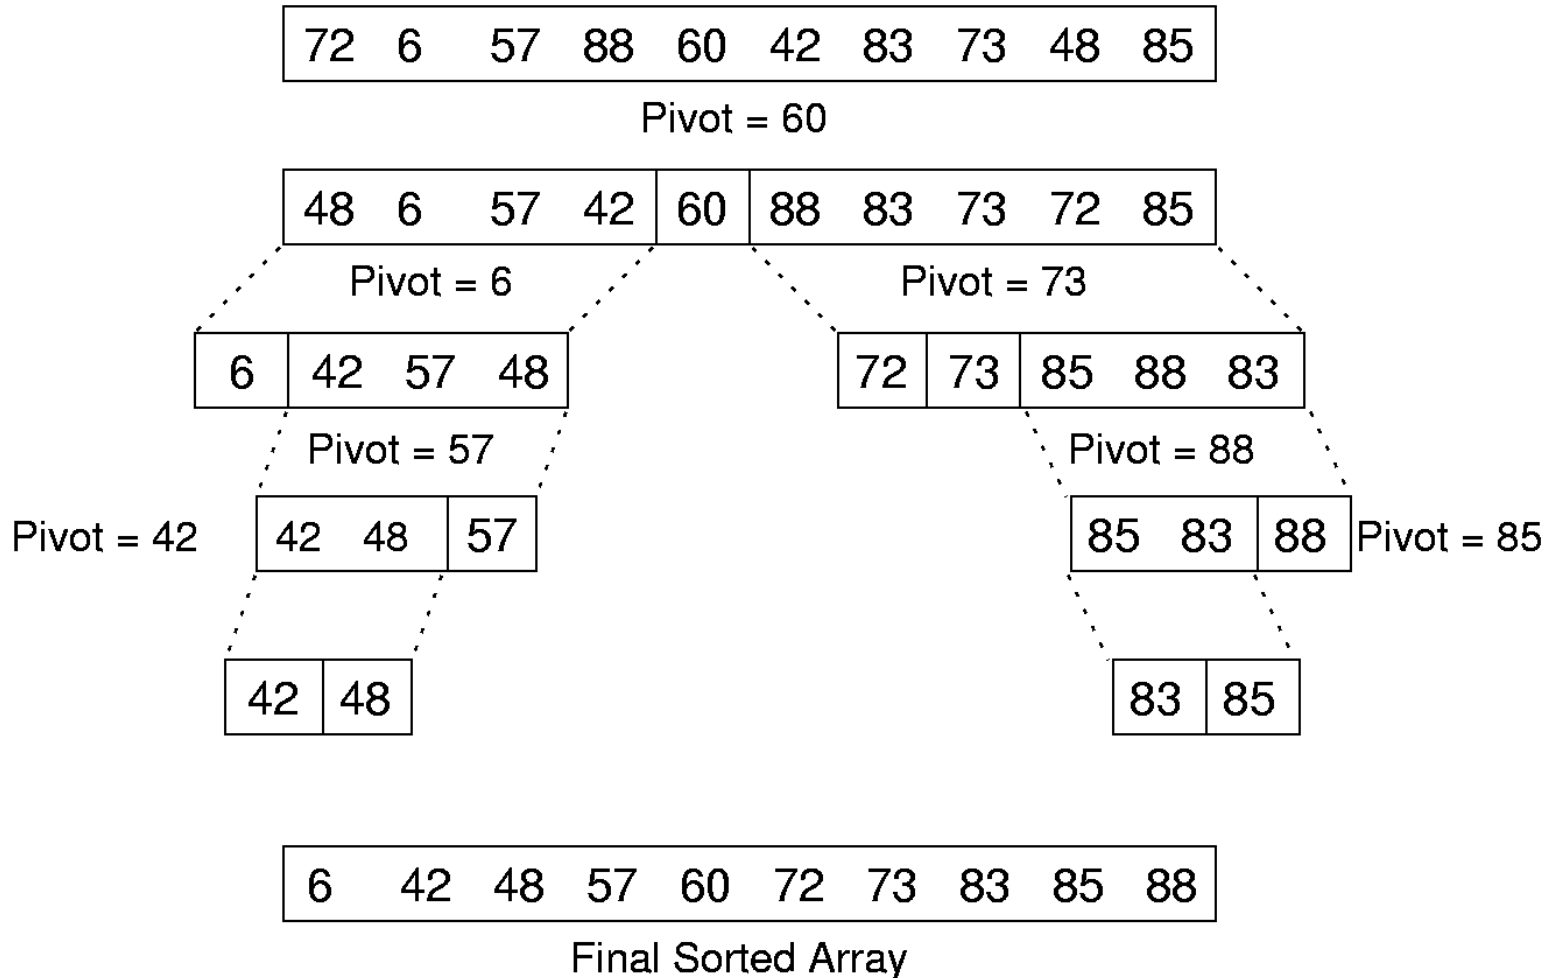 72 6 57 88 60 42 83 73 48 85
Pivot = 60
48 6 57 42 60 88 83 73 72 85
Pivot = 6 Pivot = 73
6 42 57 48 72 73 85 88 83
Pivot = 57 Pivot = 88
Pivot = 42 42 48 57 85 83 88 Pivot = 85
42 48 83 85
6 42 48 57 60 72 73 83 85 88
Final Sorted Array